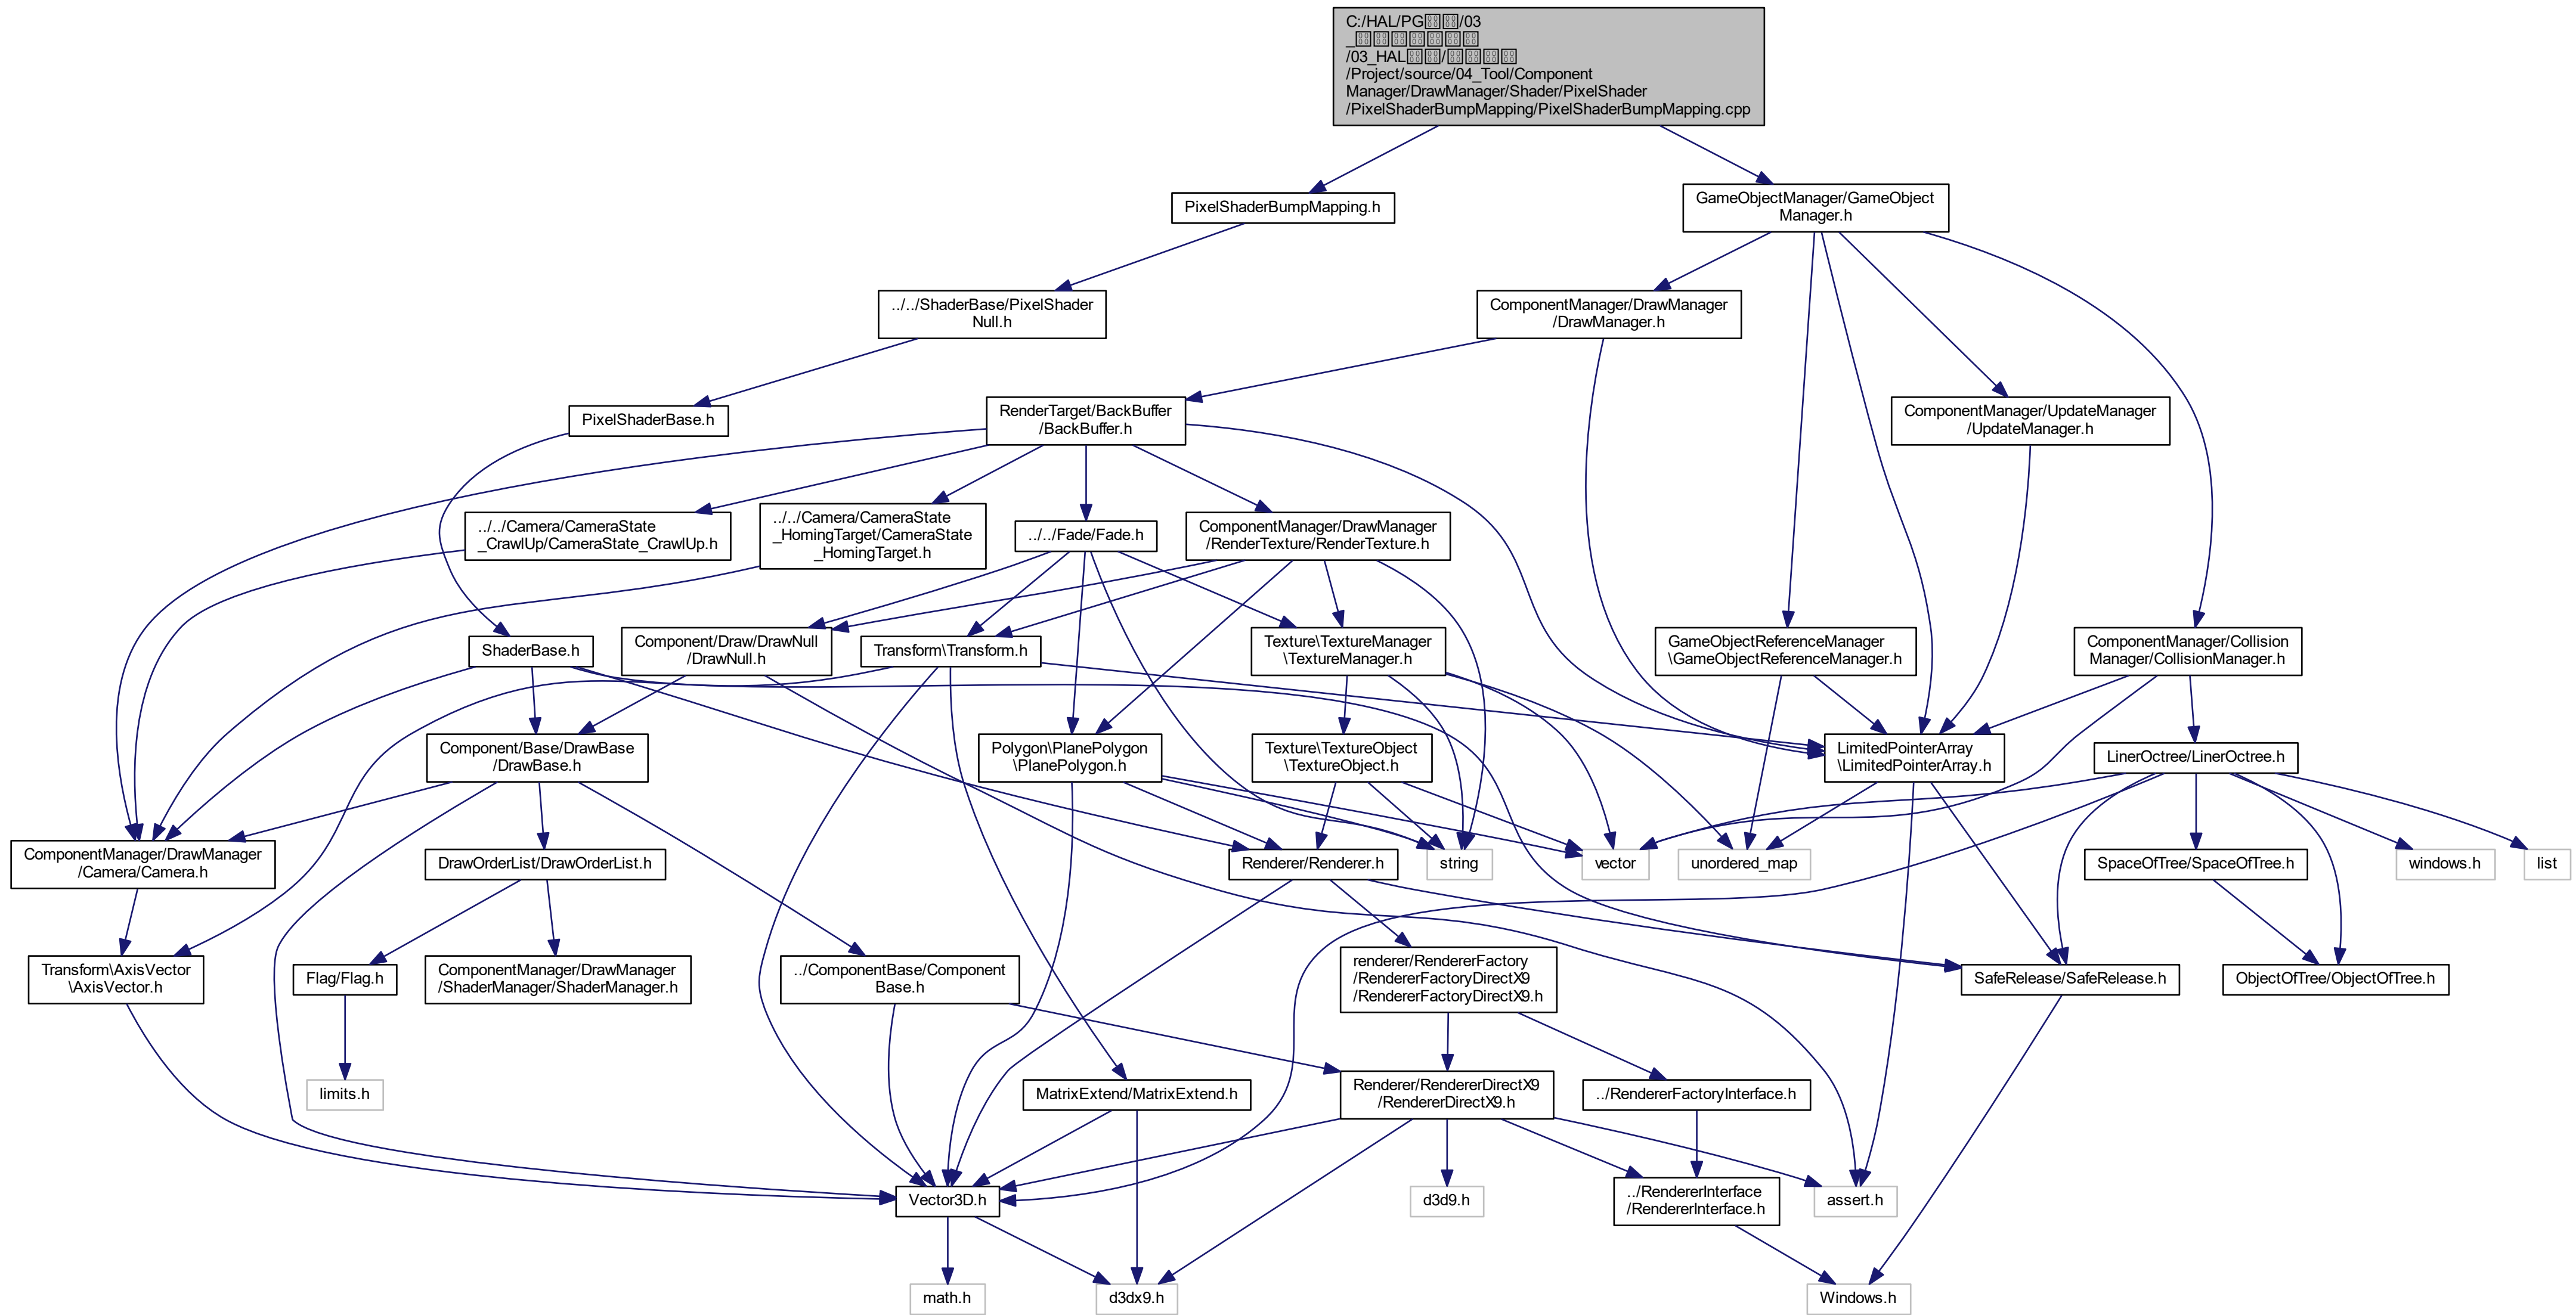 C:/HAL/PG/03
_
/03_HAL/
/Project/source/04_Tool/Component
Manager/DrawManager/Shader/PixelShader
/PixelShaderBumpMapping/PixelShaderBumpMapping.cpp
PixelShaderBumpMapping.h
GameObjectManager/GameObject
Manager.h
../../ShaderBase/PixelShader
Null.h
ComponentManager/DrawManager
/DrawManager.h
PixelShaderBase.h
RenderTarget/BackBuffer
/BackBuffer.h
ComponentManager/UpdateManager
/UpdateManager.h
../../Camera/CameraState
_CrawlUp/CameraState_CrawlUp.h
../../Camera/CameraState
_HomingTarget/CameraState
_HomingTarget.h
../../Fade/Fade.h
ComponentManager/DrawManager
/RenderTexture/RenderTexture.h
ShaderBase.h
Component/Draw/DrawNull
/DrawNull.h
Transform\Transform.h
Texture\TextureManager
\TextureManager.h
GameObjectReferenceManager
\GameObjectReferenceManager.h
ComponentManager/Collision
Manager/CollisionManager.h
Component/Base/DrawBase
/DrawBase.h
Polygon\PlanePolygon
\PlanePolygon.h
Texture\TextureObject
\TextureObject.h
LimitedPointerArray
\LimitedPointerArray.h
LinerOctree/LinerOctree.h
ComponentManager/DrawManager
/Camera/Camera.h
DrawOrderList/DrawOrderList.h
Renderer/Renderer.h
string
vector
unordered_map
SpaceOfTree/SpaceOfTree.h
windows.h
list
Transform\AxisVector
\AxisVector.h
Flag/Flag.h
ComponentManager/DrawManager
/ShaderManager/ShaderManager.h
../ComponentBase/Component
Base.h
renderer/RendererFactory
/RendererFactoryDirectX9
/RendererFactoryDirectX9.h
SafeRelease/SafeRelease.h
ObjectOfTree/ObjectOfTree.h
limits.h
MatrixExtend/MatrixExtend.h
Renderer/RendererDirectX9
/RendererDirectX9.h
../RendererFactoryInterface.h
Vector3D.h
d3d9.h
../RendererInterface
/RendererInterface.h
assert.h
math.h
d3dx9.h
Windows.h